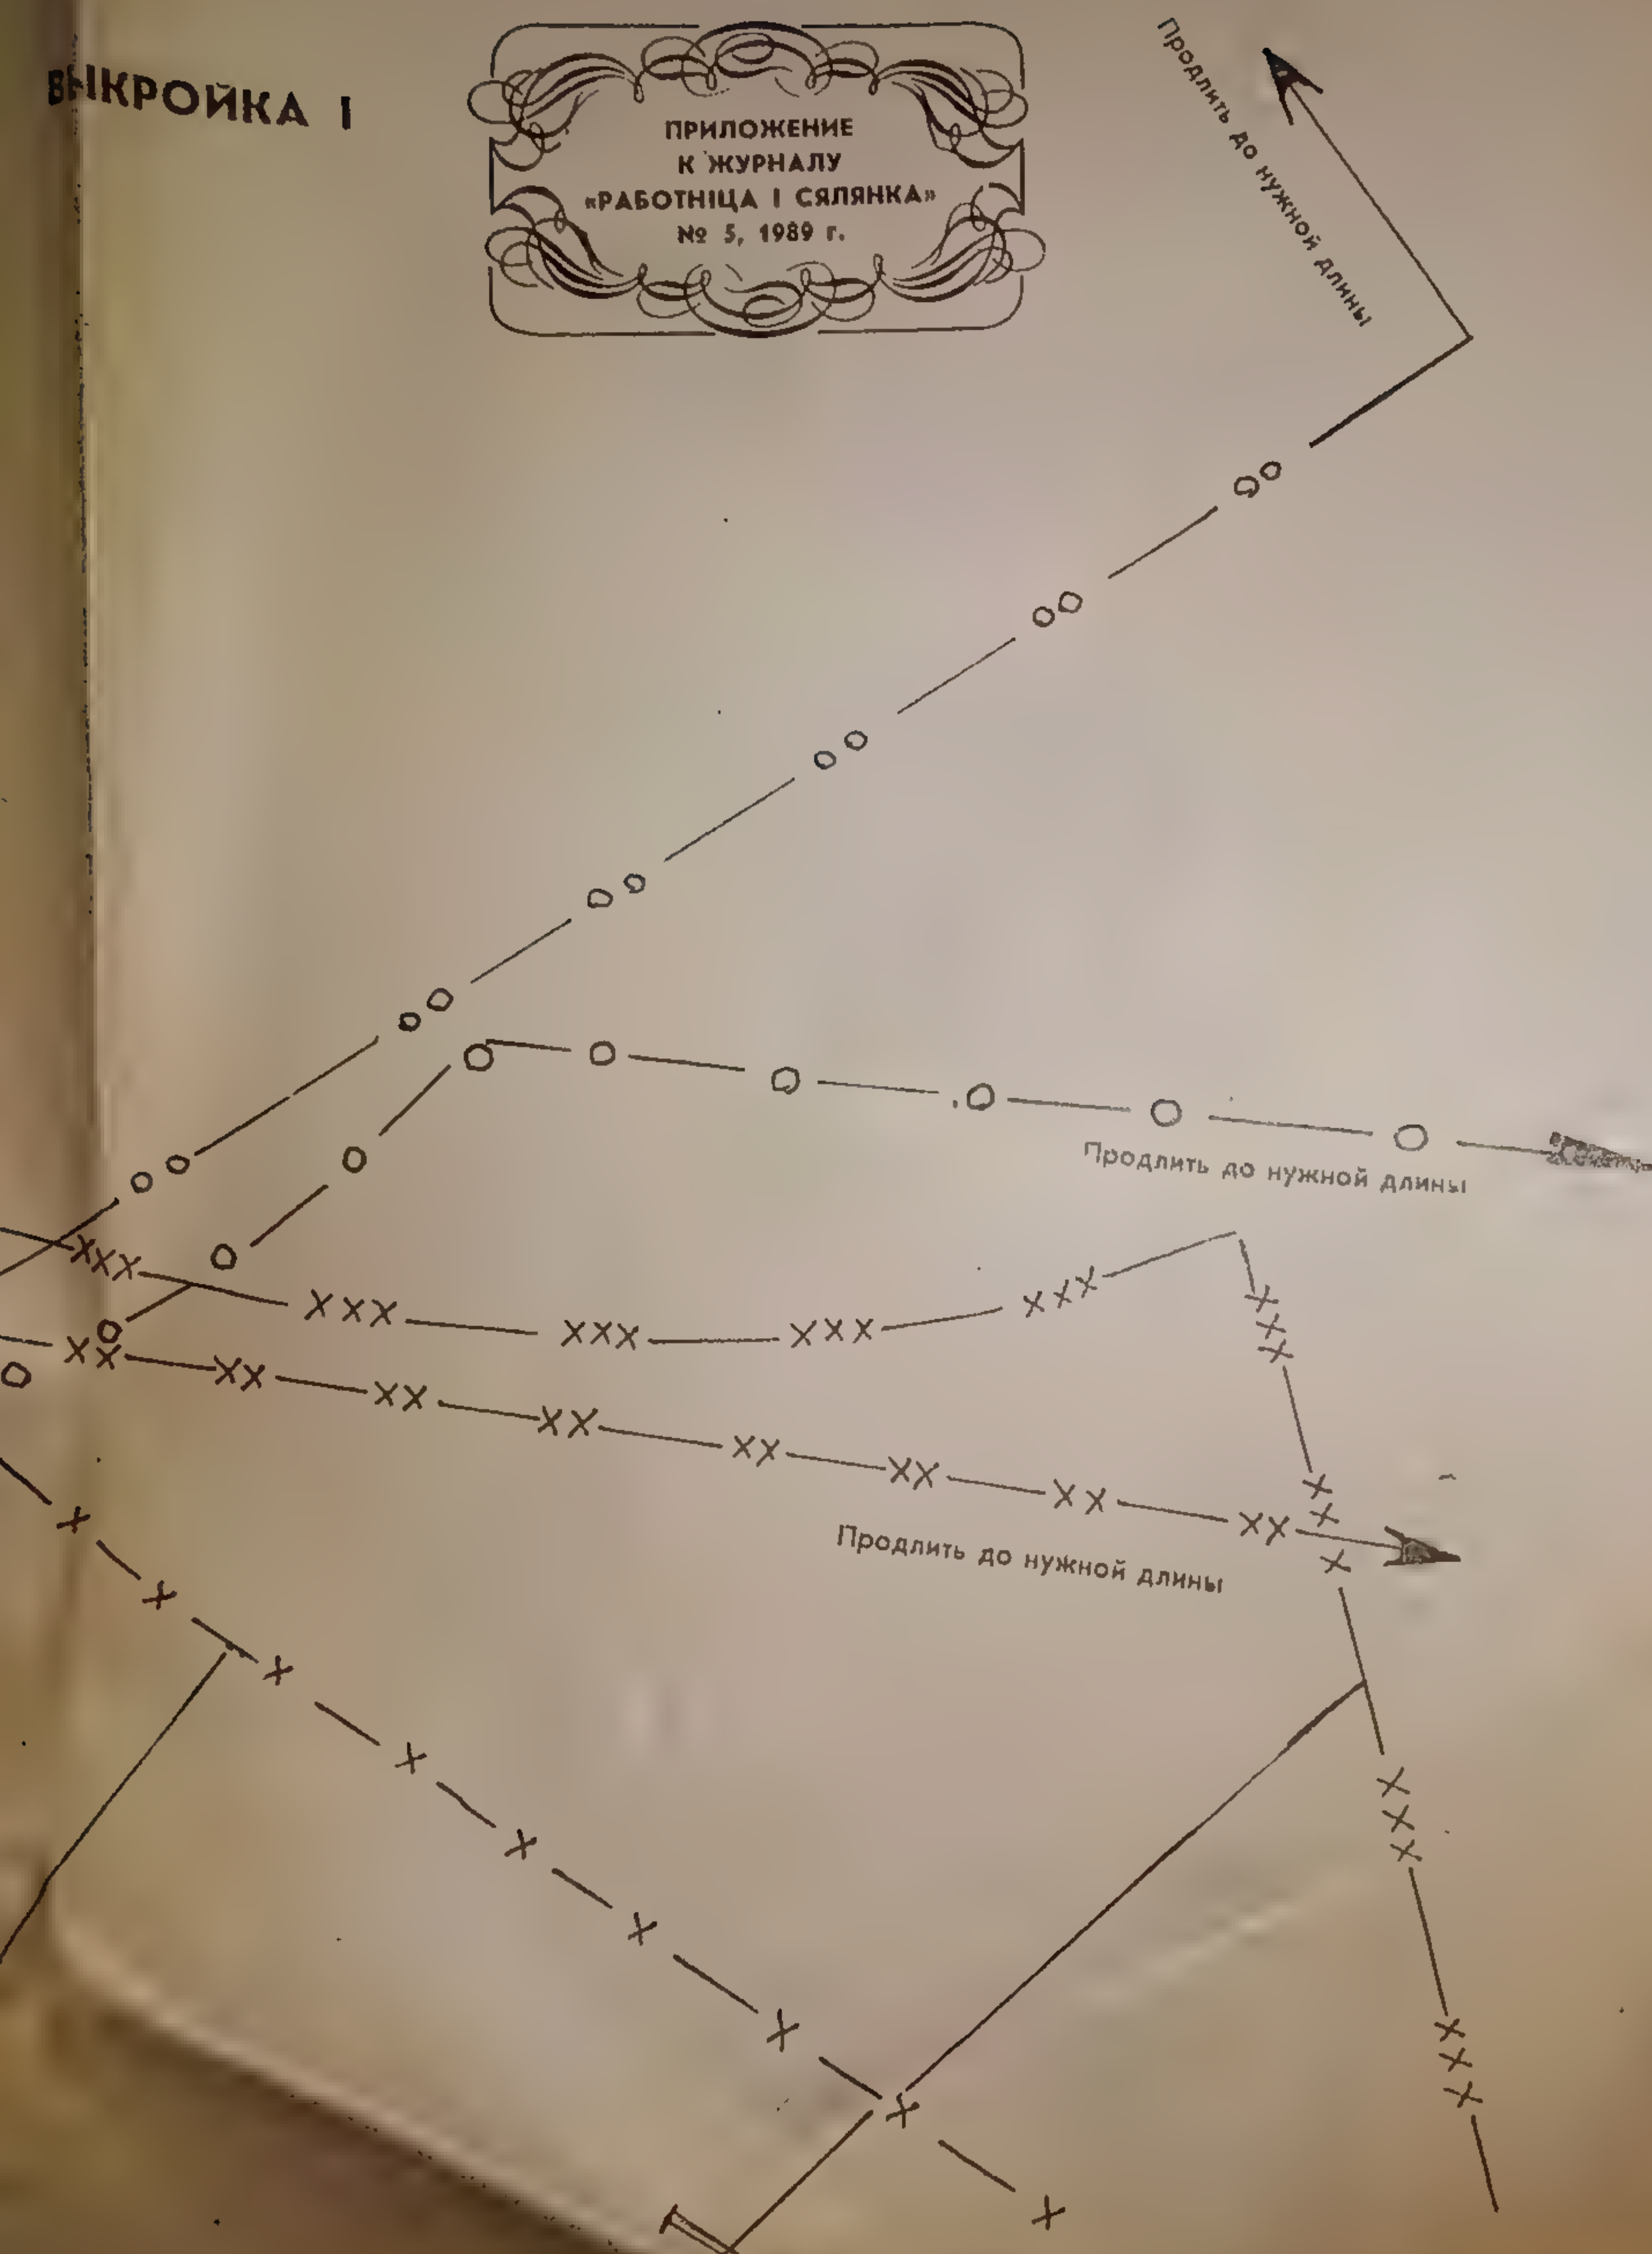 ВЫКРОЙКА I
ПРИЛОЖЕНИЕ
К ЖУРНАЛУ
«РАБОТНІЦА І СЯЛЯНКА»
№ 5, 1989 г.
Продлить до нужной длины
Продлить до нужной длины
Продлить до нужной длины